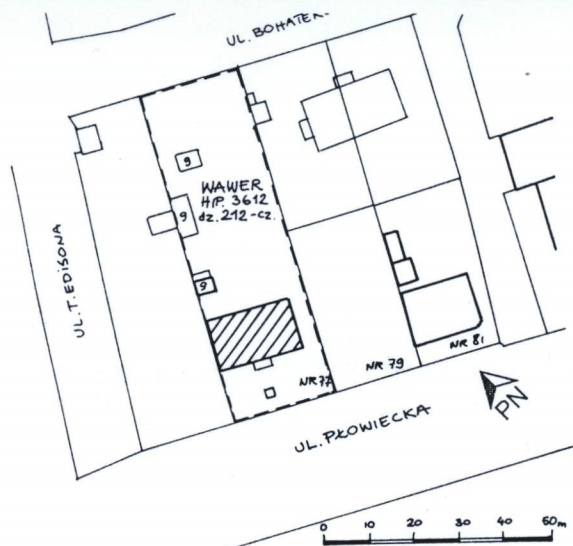 UL. BOHATER.
9
WAWER
HIP. 3612
dz. 212-cz.
9
9
UL. T. EDISONA
NR 77
NR 79
NR 81
UL. PŁOWIECKA
PN
0 10 20 30 40 50m